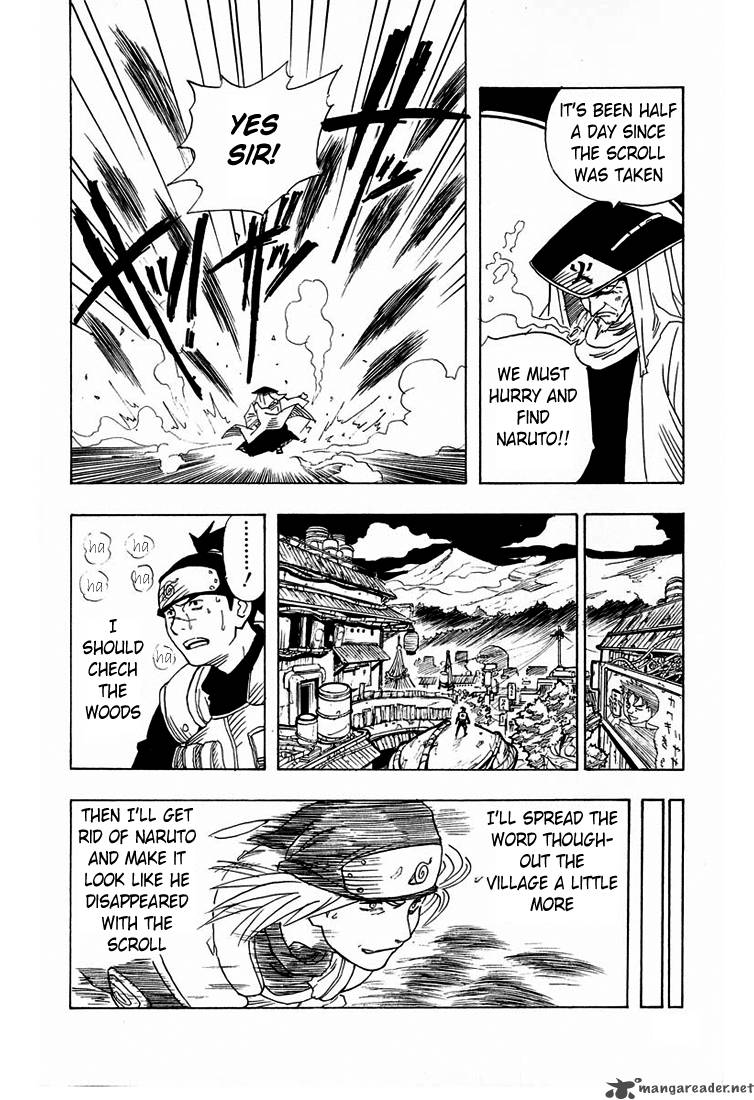 IT'S BEEN HALF
A DAY SINCE
THE SCROLL
WAS TAKEN
火
WE MUST
HURRY AND
FIND
NARUTO!!
YES
SIR!
ha
ha
ha
ha
ha
I
SHOULD
CHECH
THE
WOODS
I'LL SPREAD THE
WORD THOUGH-
OUT THE
VILLAGE A LITTLE
MORE
THEN I'LL GET
RID OF NARUTO
AND MAKE IT
LOOK LIKE HE
DISAPPEARED
WITH THE
SCROLL
mangareader.net